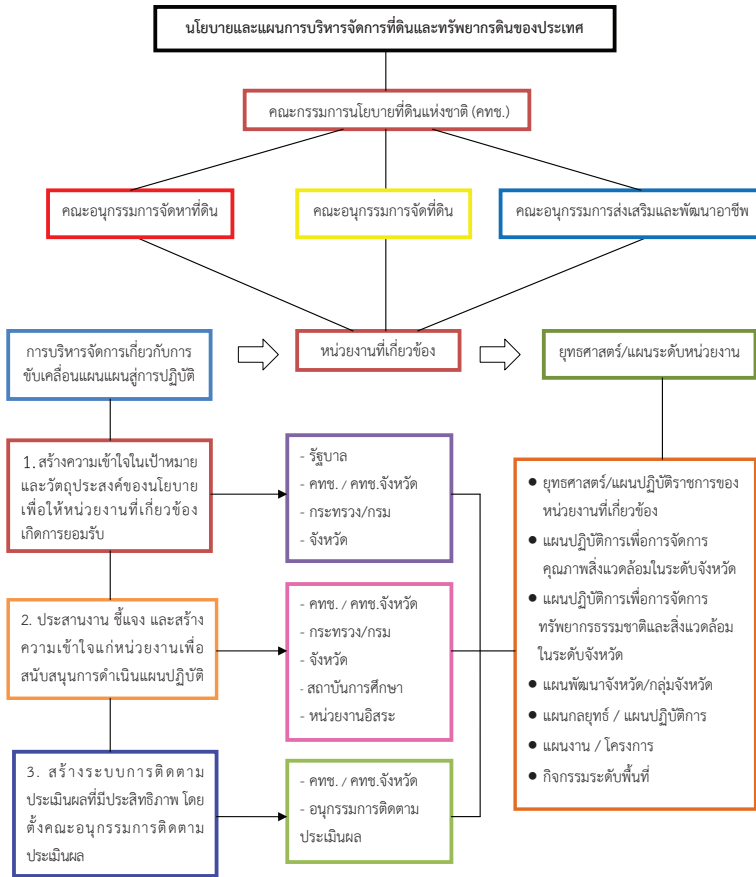 นโยบายและแผนการบริหารจัดการที่ดินและทรัพยากรดินของประเทศ
คณะกรรมการนโยบายที่ดินแห่งชาติ (คทช.)
คณะอนุกรรมการจัดหาที่ดิน
คณะอนุกรรมการจัดที่ดิน
คณะอนุกรรมการส่งเสริมและพัฒนาอาชีพ
การบริหารจัดการเกี่ยวกับการ
ขับเคลื่อนแผนแผนสู่การปฏิบัติ
หน่วยงานที่เกี่ยวข้อง
ยุทธศาสตร์/แผนระดับหน่วยงาน
1. สร้างความเข้าใจในเป้าหมาย
และวัตถุประสงค์ของนโยบาย
เพื่อให้หน่วยงานที่เกี่ยวข้อง
เกิดการยอมรับ
- รัฐบาล
- คทช. / คทช.จังหวัด
- กระทรวง/กรม
- จังหวัด
2. ประสานงาน ชี้แจง และสร้าง
ความเข้าใจแก่หน่วยงานเพื่อ
สนับสนุนการดำเนินแผนปฏิบัติ
- คทช. / คทช.จังหวัด
- กระทรวง/กรม
- จังหวัด
- สถาบันการศึกษา
- หน่วยงานอิสระ
3. สร้างระบบการติดตาม
ประเมินผลที่มีประสิทธิภาพ โดย
ตั้งคณะอนุกรรมการติดตาม
ประเมินผล
- คทช. / คทช.จังหวัด
- อนุกรรมการติดตาม
ประเมินผล
● ยุทธศาสตร์/แผนปฏิบัติราชการของ
หน่วยงานที่เกี่ยวข้อง
● แผนปฏิบัติการเพื่อการจัดการ
คุณภาพสิ่งแวดล้อมในระดับจังหวัด
● แผนปฏิบัติการเพื่อการจัดการ
ทรัพยากรธรรมชาติและสิ่งแวดล้อม
ในระดับจังหวัด
● แผนพัฒนาจังหวัด/กลุ่มจังหวัด
● แผนกลยุทธ์ / แผนปฏิบัติการ
● แผนงาน / โครงการ
● กิจกรรมระดับพื้นที่